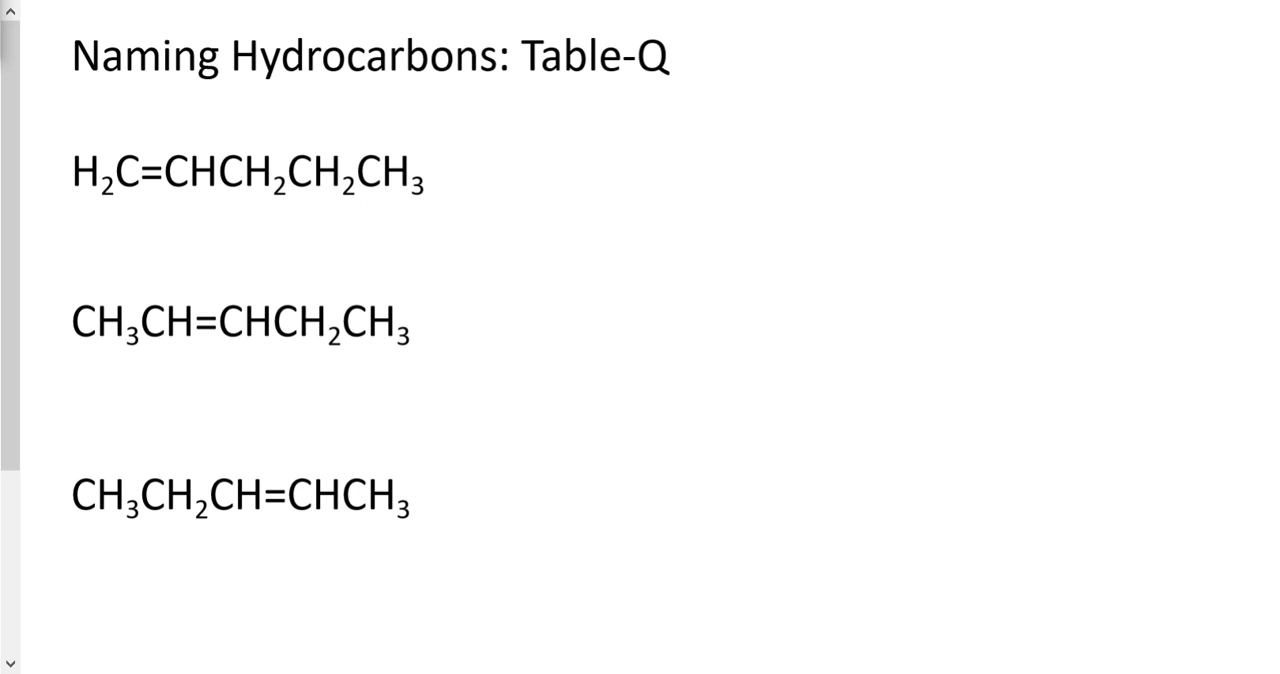 Naming Hydrocarbons: Table-Q
H₂C=CHCH₂CH₂CH₃
CH₃CH=CHCH₂CH₃
CH₃CH₂CH=CHCH₃